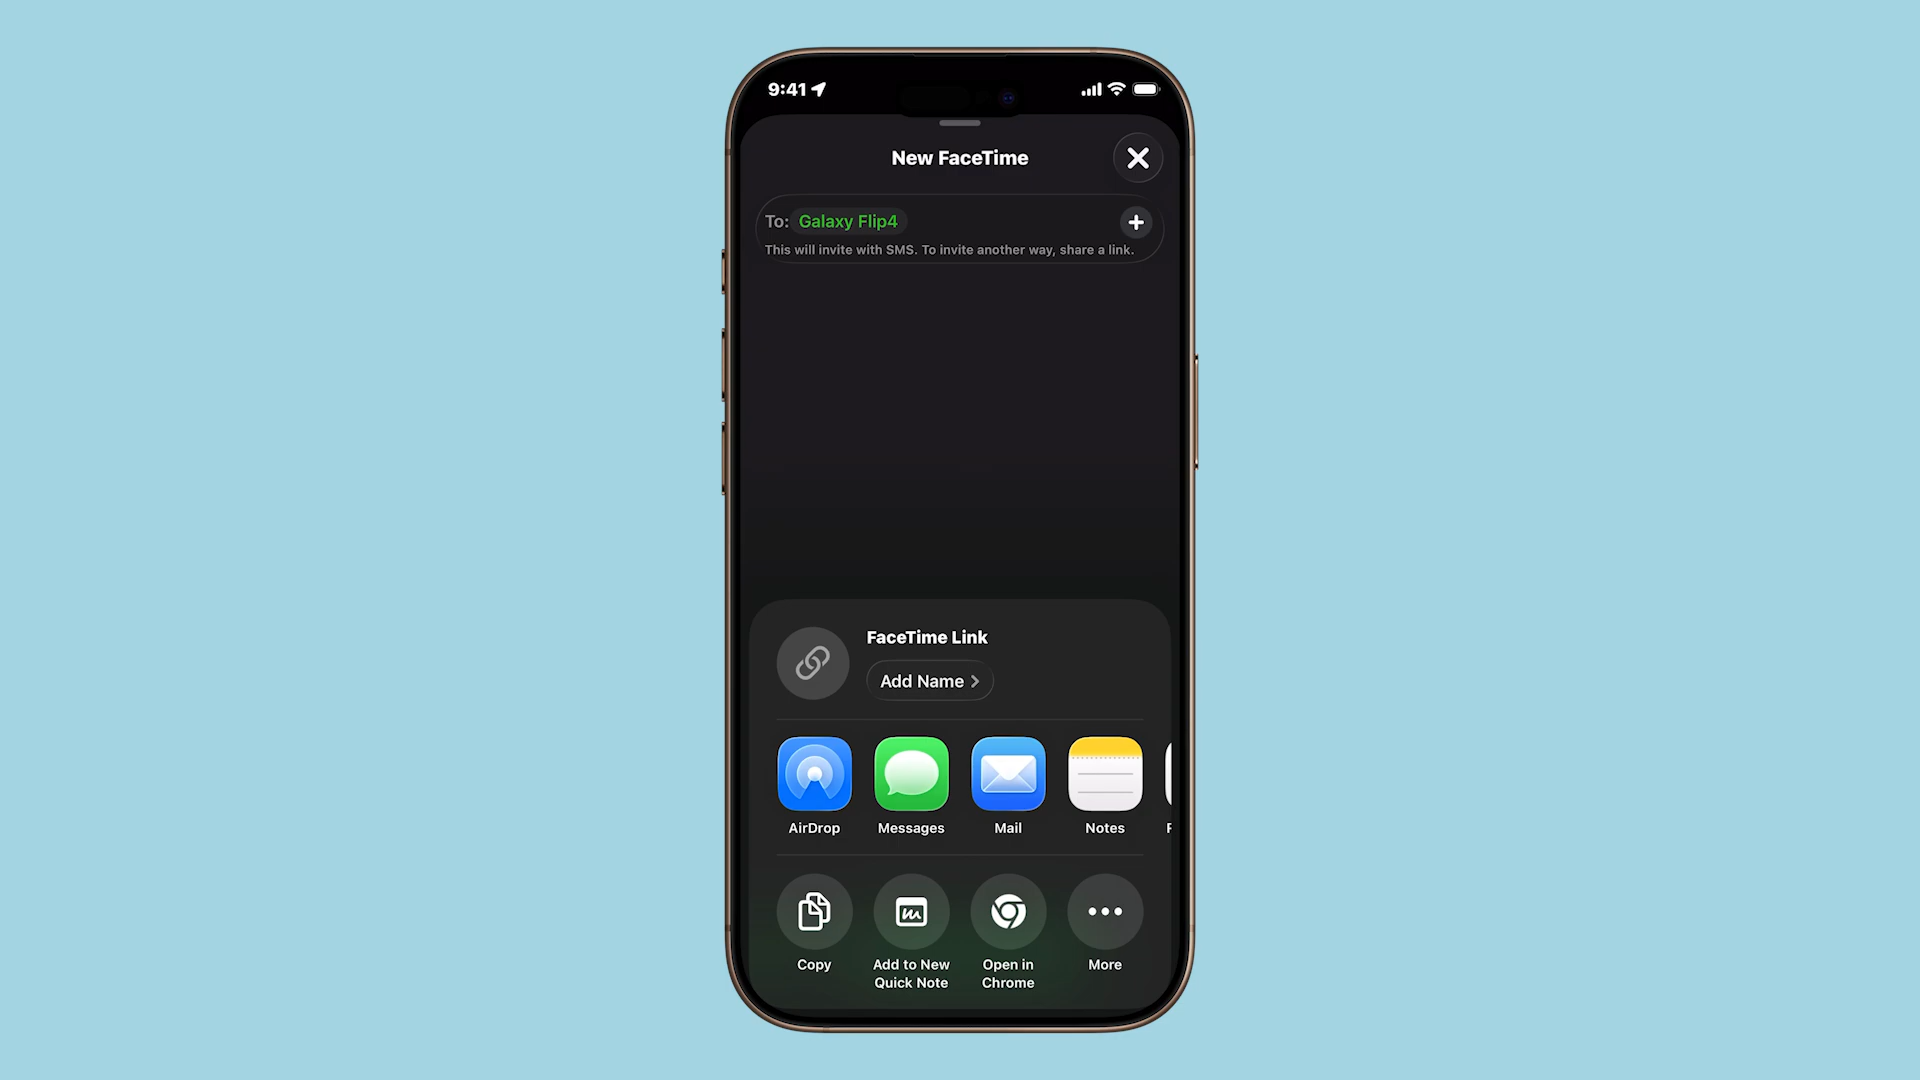 9:41
New FaceTime
To: Galaxy Flip4
This will invite with SMS. To invite another way, share a link.
FaceTime Link
Add Name
AirDrop
Messages
Mail
Notes
Copy
Add to New
Quick Note
Open in
Chrome
More